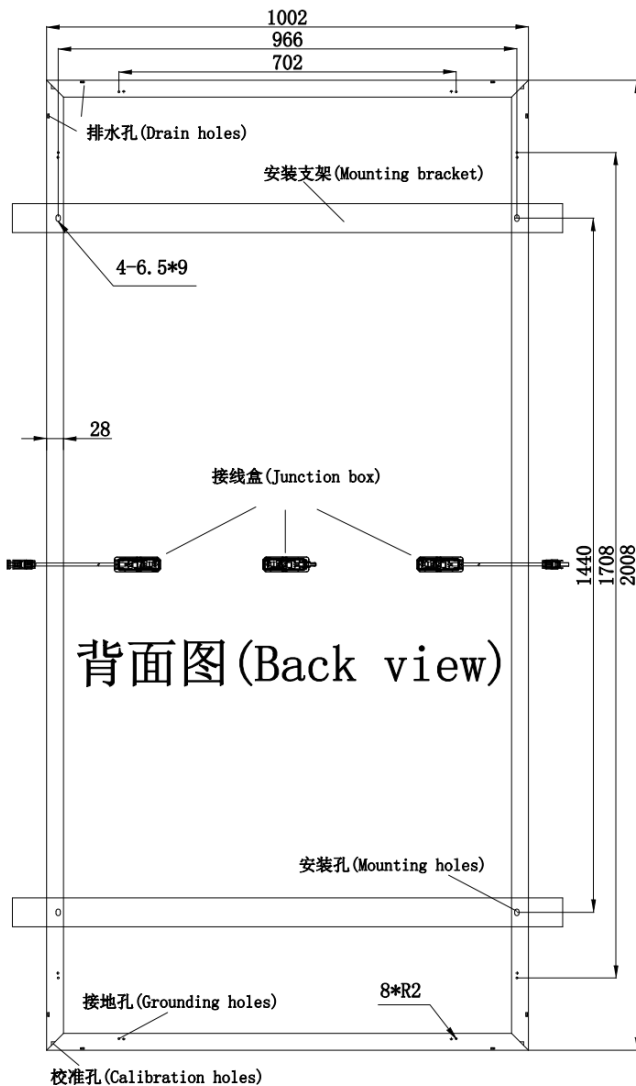 1002
966
702
排水孔(Drain holes)
安装支架(Mounting bracket)
4-6.5*9
28
接线盒(Junction box)
1440
1708
2008
背面图(Back view)
安装孔(Mounting holes)
接地孔(Grounding holes)
8*R2
校准孔(Calibration holes)